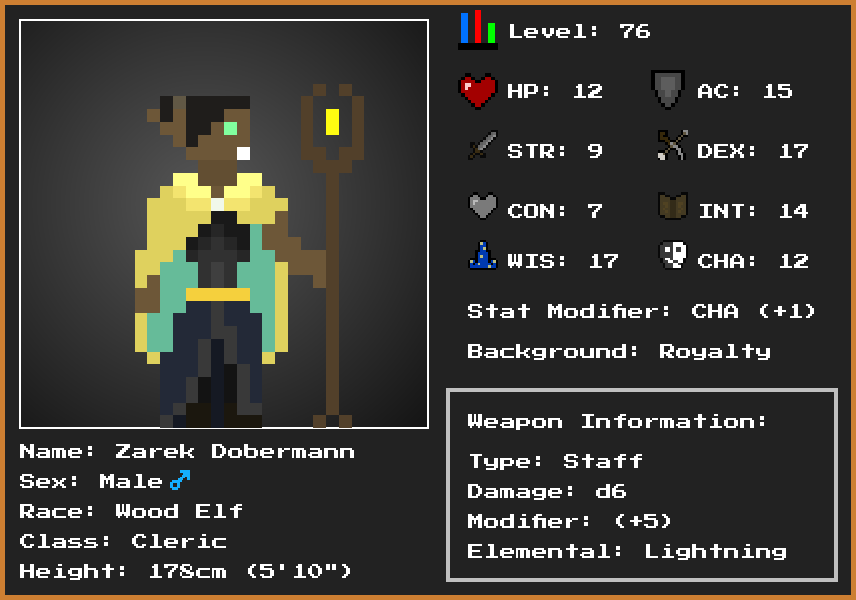 Level: 76
HP: 12 AC: 15
STR: 9 DEX: 17
CON: 7 INT: 14
WIS: 17 CHA: 12
Stat Modifier: CHA (+1)
Background: Royalty
Weapon Information:
Type: Staff
Damage: d6
Modifier: (+5)
Elemental: Lightning
Name: Zarek Dobermann
Sex: Male♂
Race: Wood Elf
Class: Cleric
Height: 178cm (5'10")